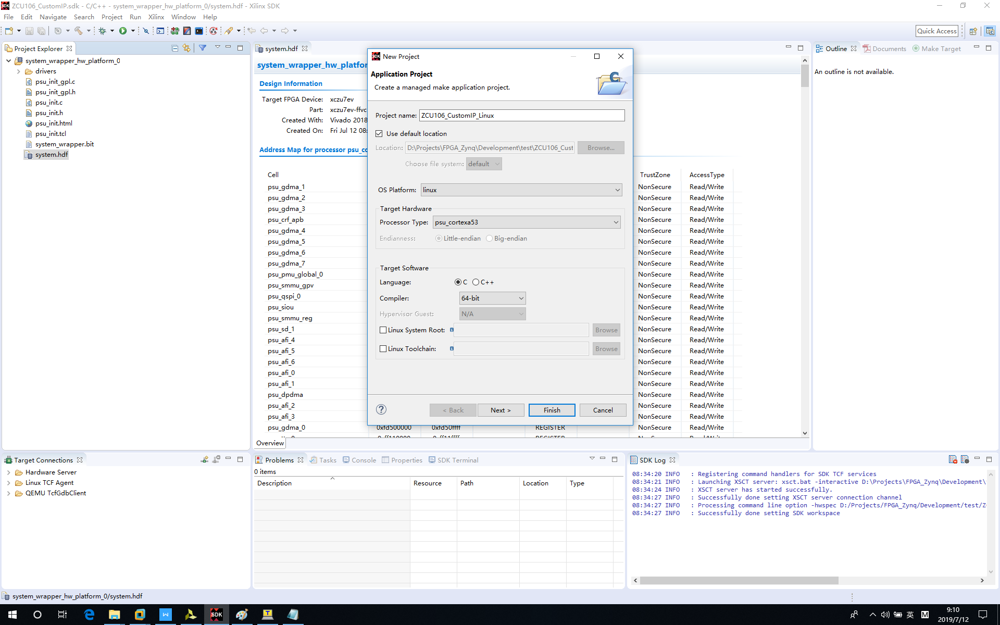 ZCU106_CustomIP.sdk - C/C++ - system_wrapper_hw_platform_0/system.hdf - Xilinx SDK
File Edit Navigate Search Project Run Xilinx Window Help
Quick Access
Project Explorer
system_wrapper_hw_platform_0
drivers
psu_init_gpl.c
psu_init_gpl.h
psu_init.c
psu_init.h
psu_init.html
psu_init.tcl
system_wrapper.bit
system.hdf
system.hdf
system_wrapper_hw_platfor
Design Information
Target FPGA Device: xczu7ev
Part: xczu7ev-ffvc
Created With: Vivado 2018
Created On: Fri Jul 12 08:
Address Map for processor psu_co
Cell TrustZone AccessType
psu_gdma_1 NonSecure Read/Write
psu_gdma_2 NonSecure Read/Write
psu_gdma_3 NonSecure Read/Write
psu_crf_apb NonSecure Read/Write
psu_gdma_4 NonSecure Read/Write
psu_gdma_5 NonSecure Read/Write
psu_gdma_6 NonSecure Read/Write
psu_gdma_7 NonSecure Read/Write
psu_pmu_global_0 NonSecure Read/Write
psu_smmu_gpv NonSecure Read/Write
psu_qspi_0 NonSecure Read/Write
psu_siou NonSecure Read/Write
psu_smmu_reg NonSecure Read/Write
psu_sd_1 NonSecure Read/Write
psu_afi_4 NonSecure Read/Write
psu_afi_5 NonSecure Read/Write
psu_afi_6 NonSecure Read/Write
psu_afi_0 NonSecure Read/Write
psu_afi_1 NonSecure Read/Write
psu_dpdma NonSecure Read/Write
psu_afi_2 NonSecure Read/Write
psu_afi_3 NonSecure Read/Write
psu_gdma_0 0xfd500000 0xfd50ffff REGISTER NonSecure Read/Write
Overview
SDK New Project
Application Project
Create a managed make application project.
Project name: ZCU106_CustomIP_Linux
Use default location
Location: D:\Projects\FPGA_Zynq\Development\test\ZCU106_Cust Browse...
Choose file system: default
OS Platform: linux
Target Hardware
Processor Type: psu_cortexa53
Endianness: Little-endian Big-endian
Target Software
Language: C C++
Compiler: 64-bit
Hypervisor Guest: N/A
Linux System Root: Browse
Linux Toolchain: Browse
< Back Next > Finish Cancel
Outline Documents Make Target
An outline is not available.
Target Connections
Hardware Server
Linux TCF Agent
QEMU TcfGdbClient
Problems Tasks Console Properties SDK Terminal
0 items
Description Resource Path Location Type
SDK Log
08:34:20 INFO : Registering command handlers for SDK TCF services
08:34:21 INFO : Launching XSCT server: xsct.bat -interactive D:\Projects\FPGA_Zynq\Development\
08:34:24 INFO : XSCT server has started successfully.
08:34:27 INFO : Successfully done setting XSCT server connection channel
08:34:27 INFO : Processing command line option -hwspec D:/Projects/FPGA_Zynq/Development/test/Z
08:34:27 INFO : Successfully done setting SDK workspace
system_wrapper_hw_platform_0/system.hdf
SDK
英 M
9:10
2019/7/12